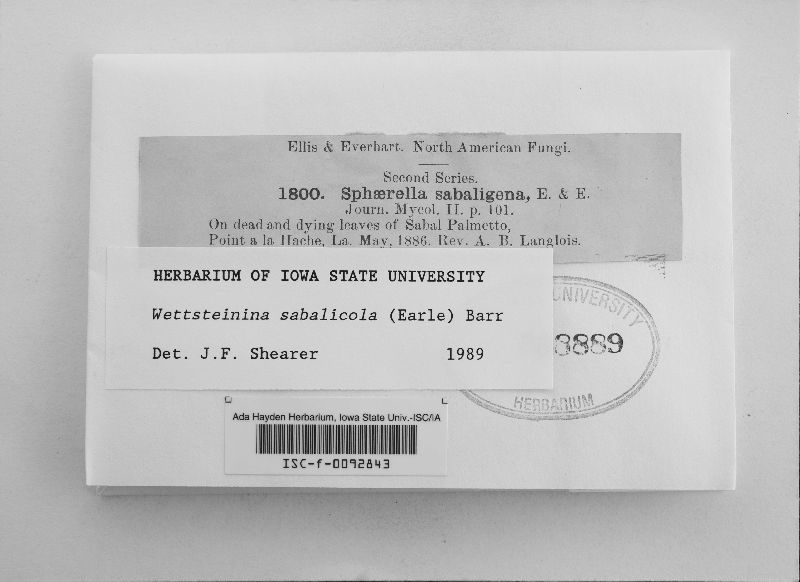 Ellis & Everhart. North American Fungi.
Second Series.
1800. Sphærella sabaligena, E. & E.
Journ. Mycol. II. p. 101.
On dead and dying leaves of Sabal Palmetto,
Point a la Hache, La. May, 1886. Rev. A. B. Langlois.
HERBARIUM OF IOWA STATE UNIVERSITY
Wettsteinina sabalicola (Earle) Barr
Det. J.F. Shearer 1989
UNIVERSITY
8889
HERBARIUM
Ada Hayden Herbarium, Iowa State Univ.-ISC/IA
ISC-f-0092843